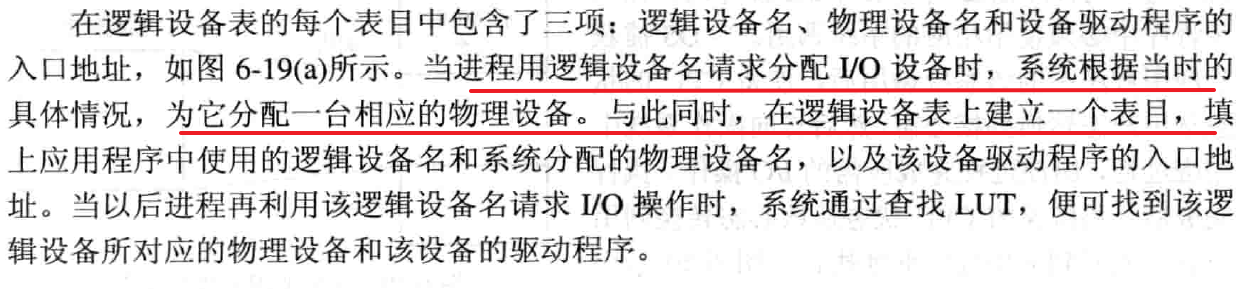 在逻辑设备表的每个表目中包含了三项：逻辑设备名、物理设备名和设备驱动程序的
入口地址，如图 6-19(a)所示。当进程用逻辑设备名请求分配 I/O 设备时，系统根据当时的
具体情况，为它分配一台相应的物理设备。与此同时，在逻辑设备表上建立一个表目，填
上应用程序中使用的逻辑设备名和系统分配的物理设备名，以及该设备驱动程序的入口地
址。当以后进程再利用该逻辑设备名请求 I/O 操作时，系统通过查找 LUT，便可找到该逻
辑设备所对应的物理设备和该设备的驱动程序。